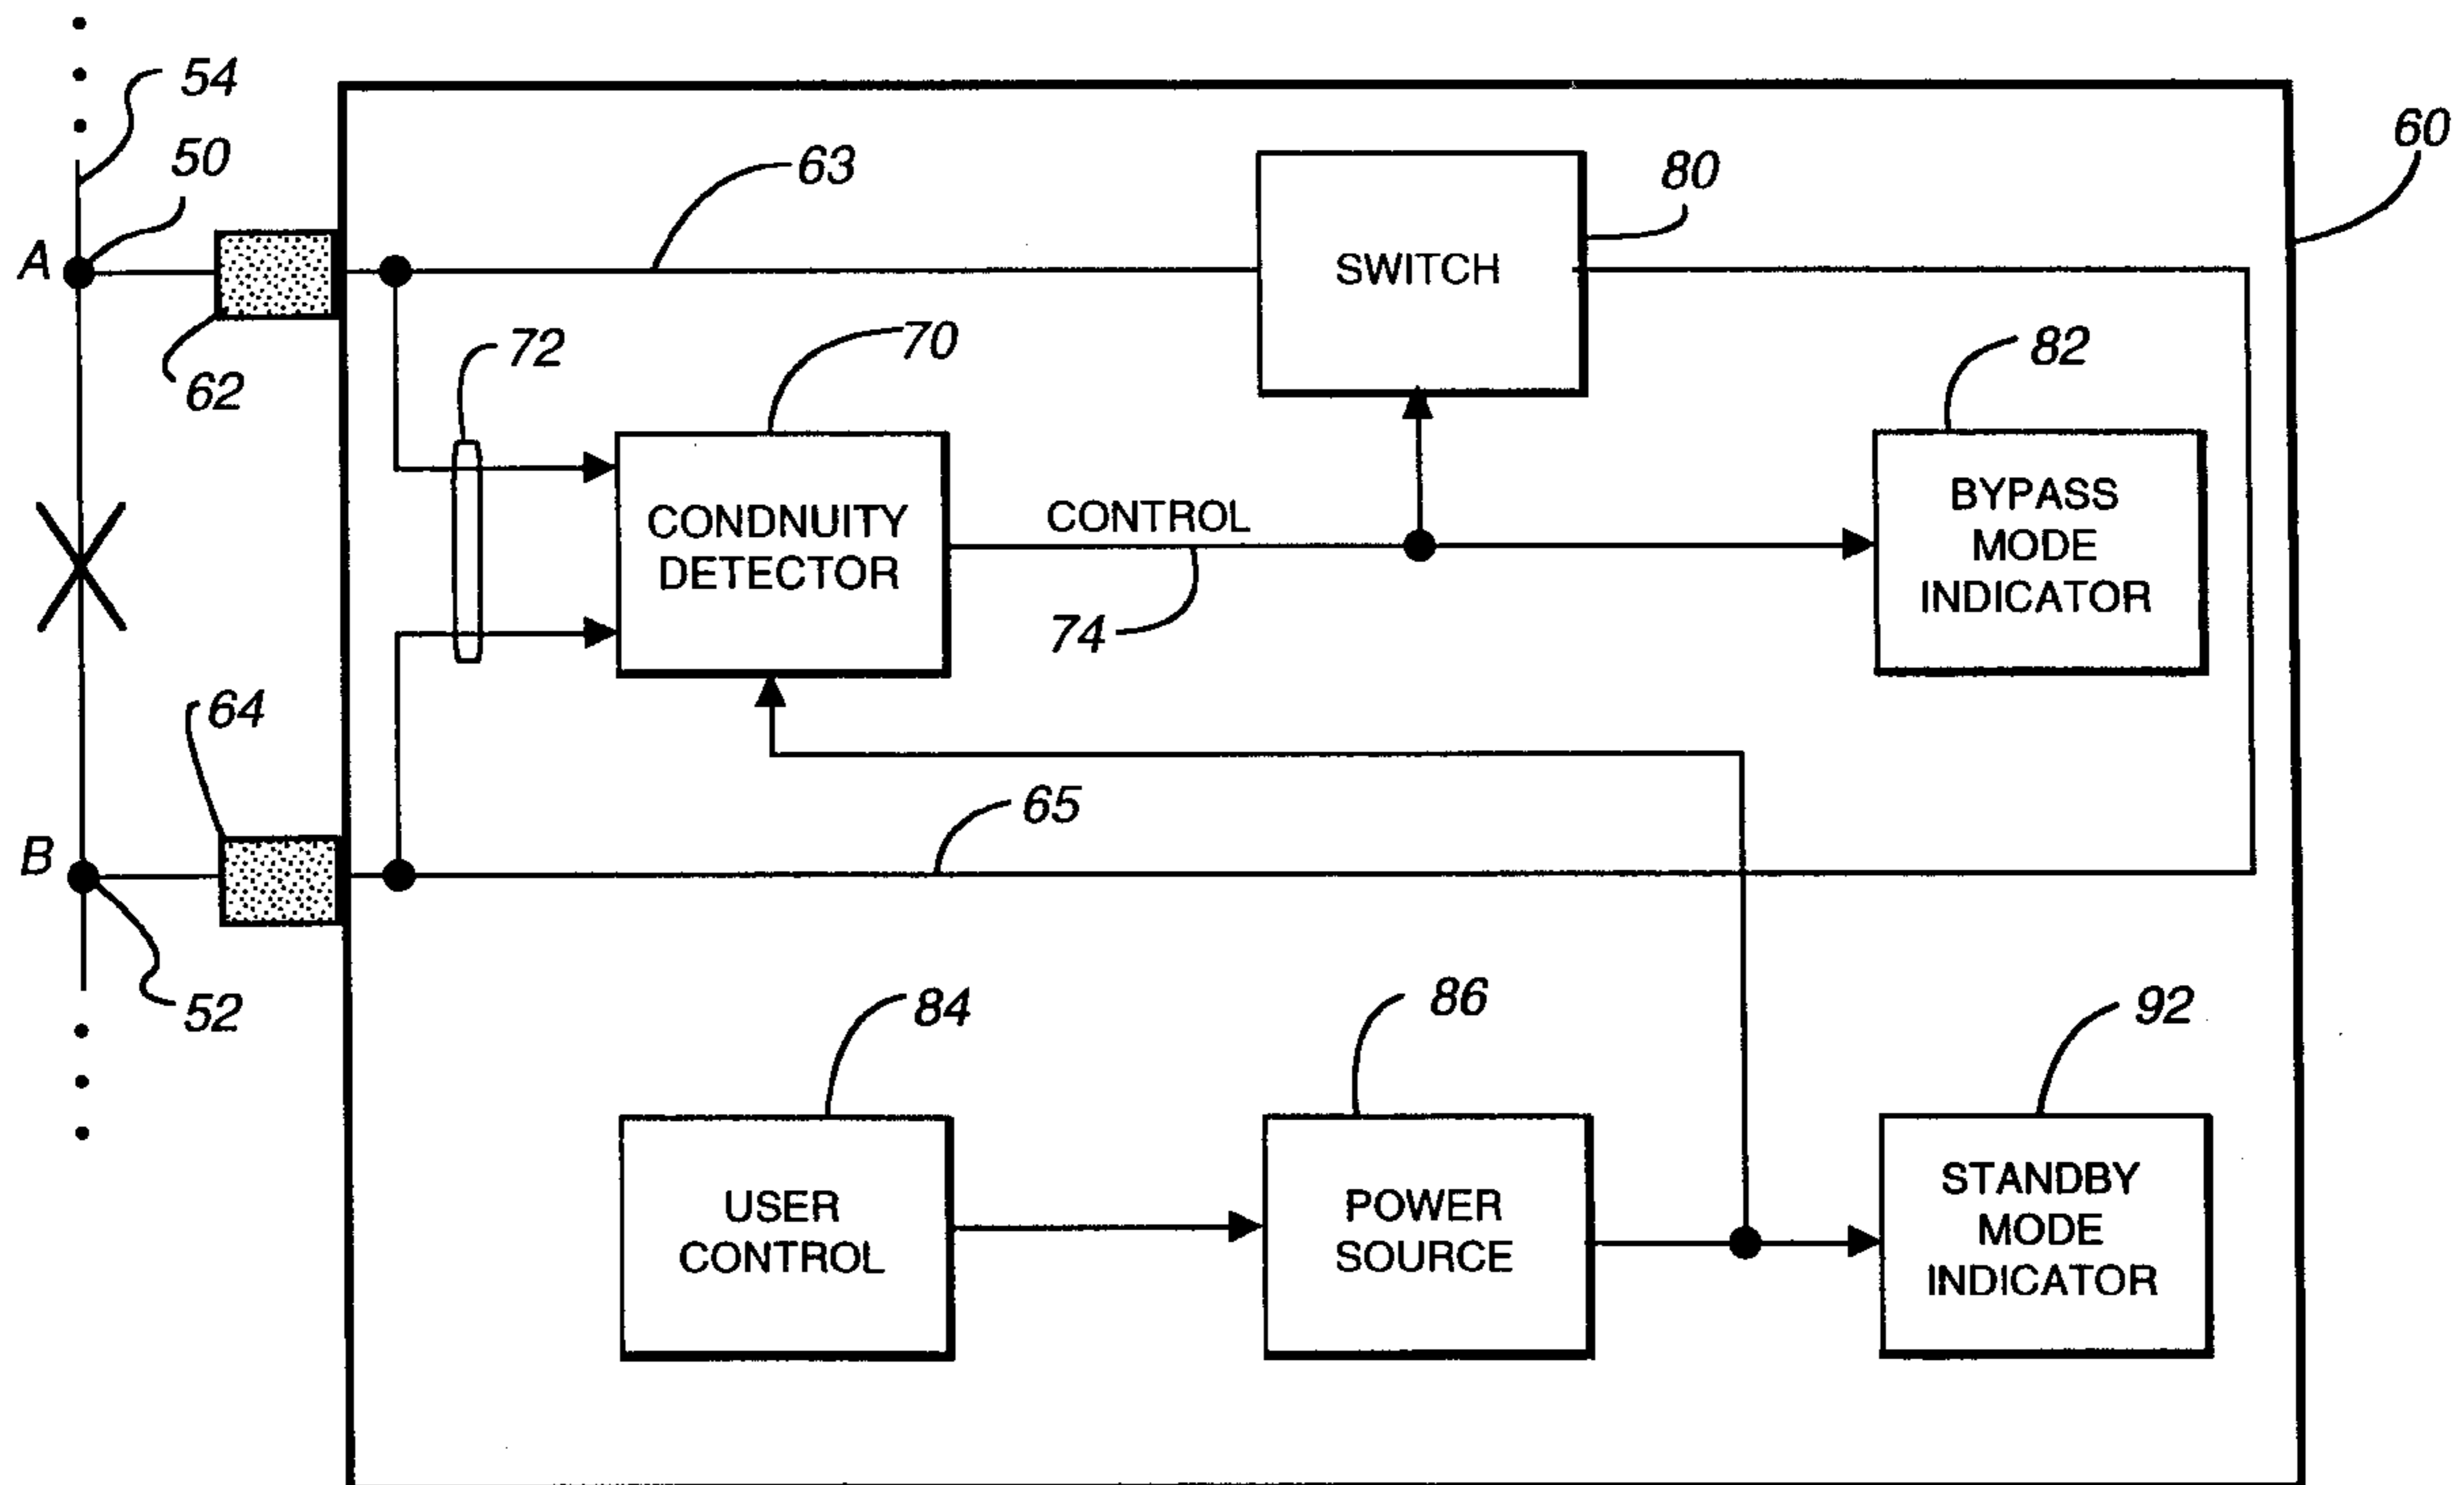 54
50
60
63
80
A
SWITCH
62
72
70
82
CONDNUITY
DETECTOR
CONTROL
BYPASS
MODE
INDICATOR
74
64
65
B
52
84
86
92
USER
CONTROL
POWER
SOURCE
STANDBY
MODE
INDICATOR